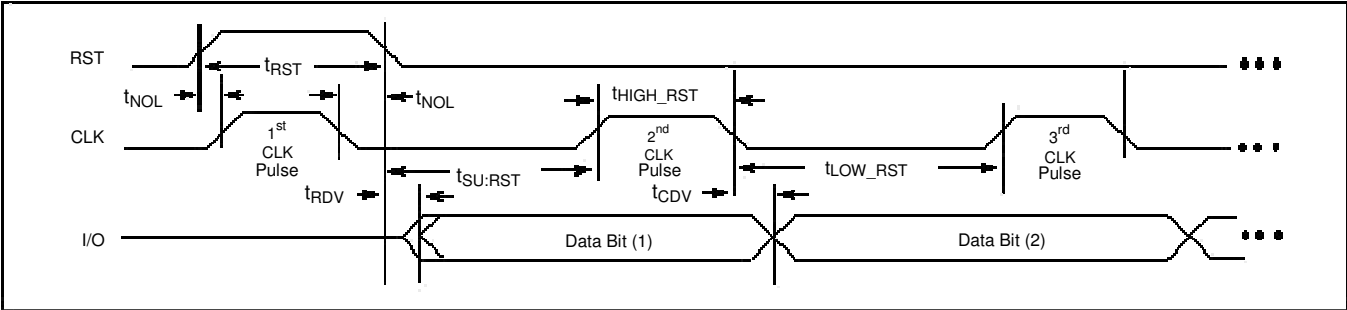 RST
tRST
tNOL
tNOL
tHIGH_RST
CLK
1st CLK Pulse
2nd CLK Pulse
3rd CLK Pulse
tSU:RST
tLOW_RST
tRDV
tCDV
I/O
Data Bit (1)
Data Bit (2)